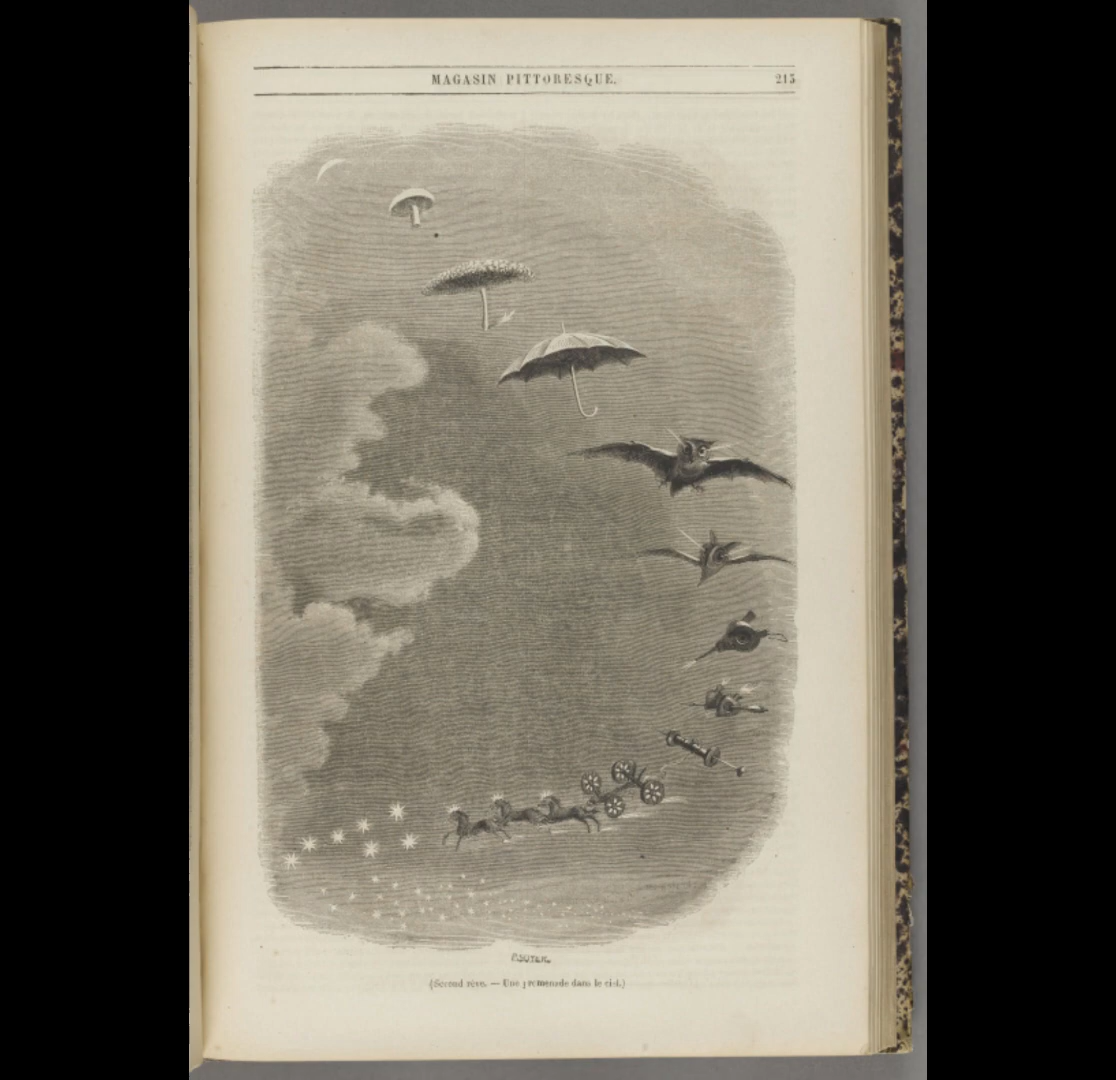 MAGASIN PITTORESQUE.
215
(Second rêve. — Une promenade dans le ciel.)